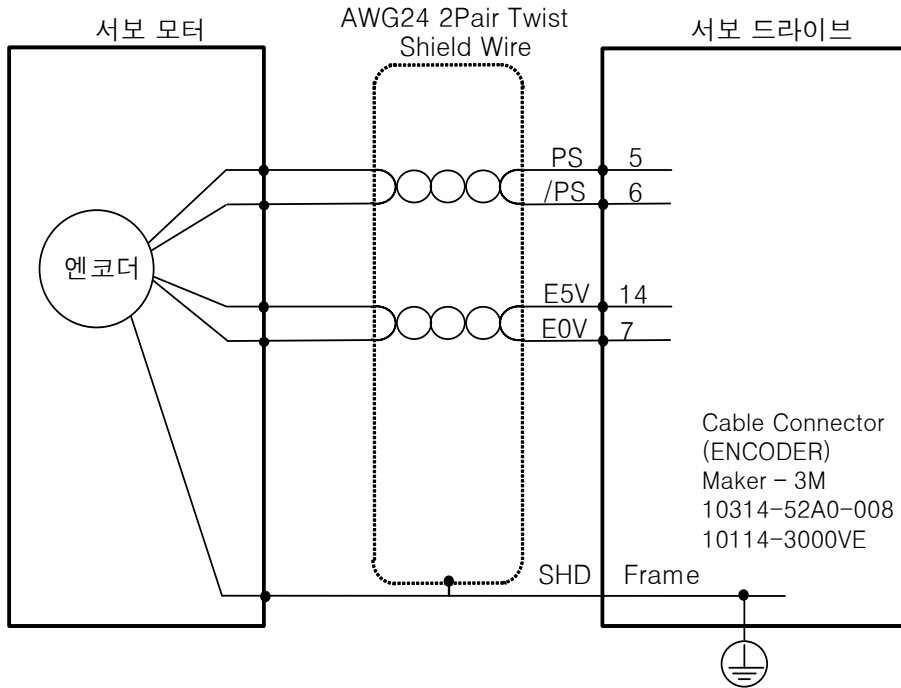 서보 모터
AWG24 2Pair Twist
Shield Wire
서보 드라이브
PS 5
/PS 6
엔코더
E5V 14
E0V 7
Cable Connector
(ENCODER)
Maker - 3M
10314-52A0-008
10114-3000VE
SHD Frame